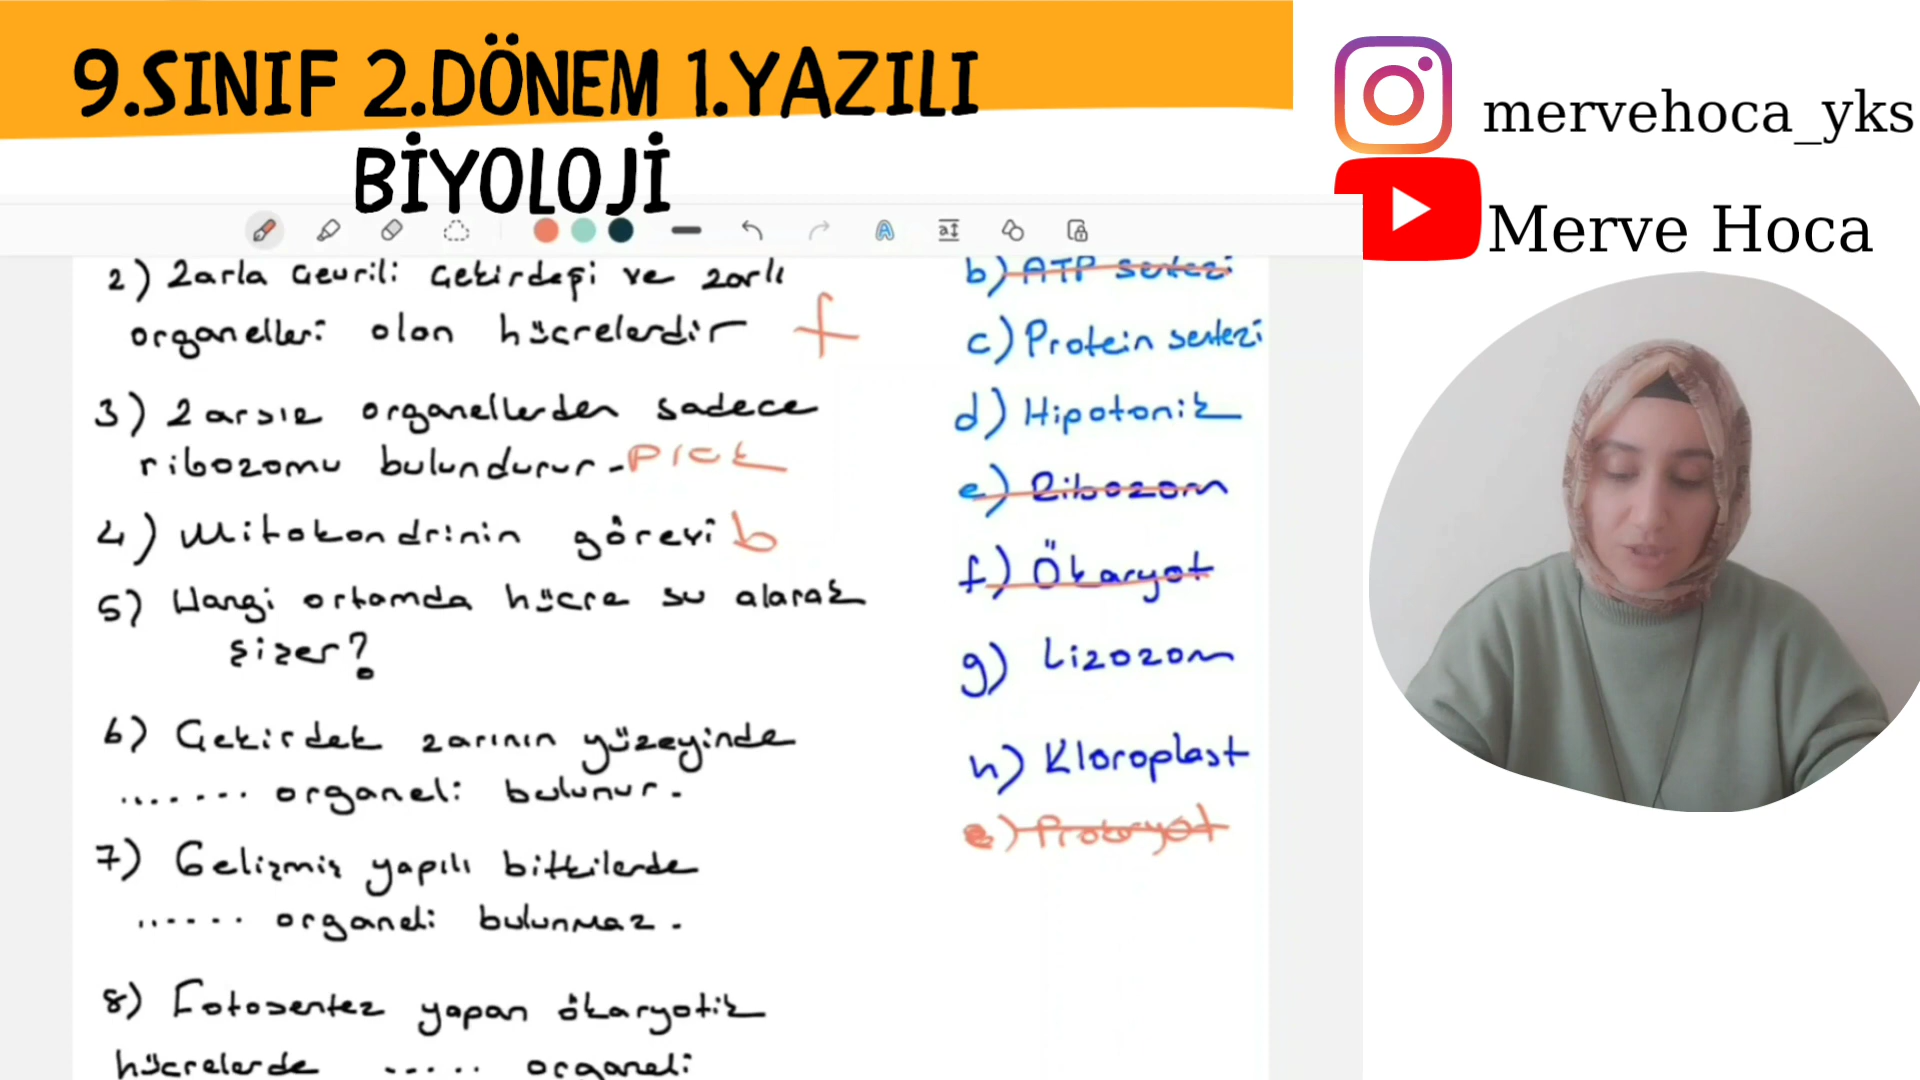 9.SINIF 2.DÖNEM 1.YAZILI
BİYOLOJİ
mervehoca_yks
Merve Hoca
2) Zarla çevrili çekirdeği ve zarlı
organelleri olan hücrelerdir f
3) Zarsız organellerden sadece
ribozomu bulundurur.
4) Mitokondrinin görevi b
5) Hangi ortamda hücre su alarak
şişer?
6) Çekirdek zarının yüzeyinde
....... organeli bulunur.
7) Gelişmiş yapılı bitkilerde
...... organeli bulunmaz.
8) Fotosentez yapan ökaryotik
hücrelerde ..... organeli
b) ATP sentezi
c) Protein sentezi
d) Hipotonik
e) Ribozom
f) Ökaryot
g) Lizozom
h) Kloroplast
e) Prokaryot